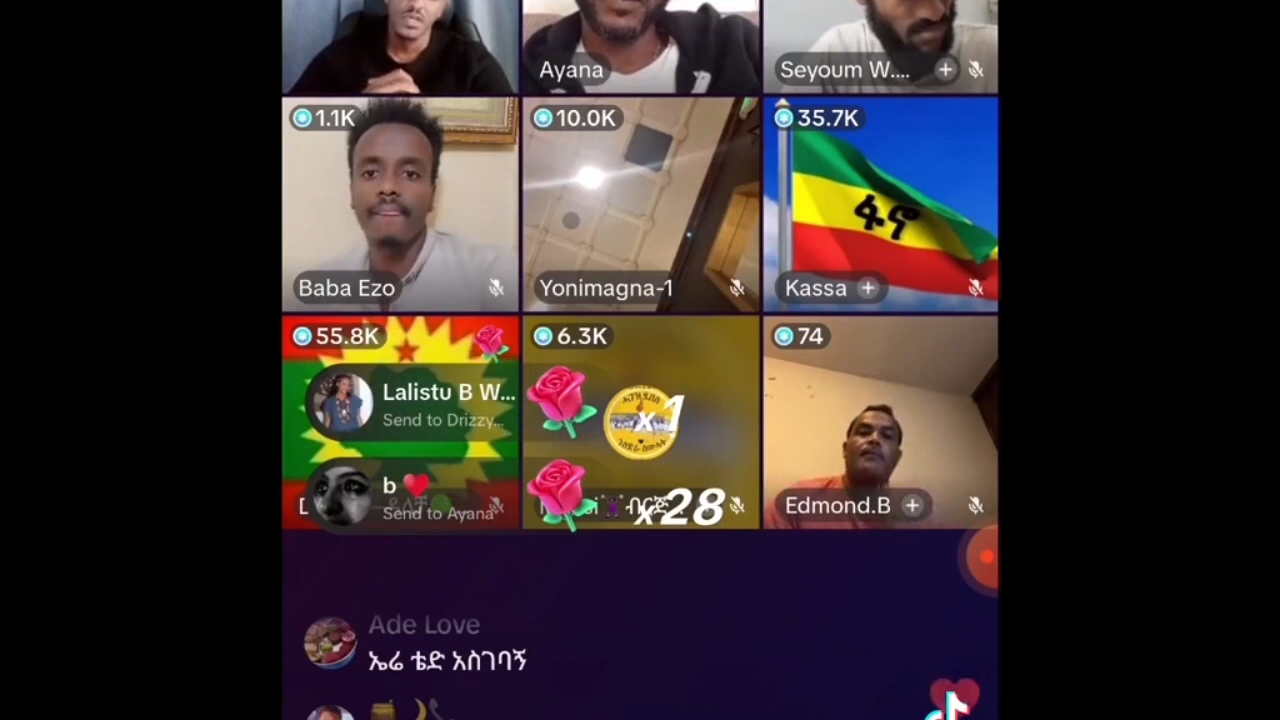 Ayana
Seyoum W....
1.1K
10.0K
35.7K
ፋኖ
Baba Ezo
Yonimagna-1
Kassa
55.8K
6.3K
74
Lalistu B W...
Send to Drizzy...
x1
b
Send to Ayana
x28
Edmond.B
Ade Love
ኤሬ ቴድ አስገባኝ